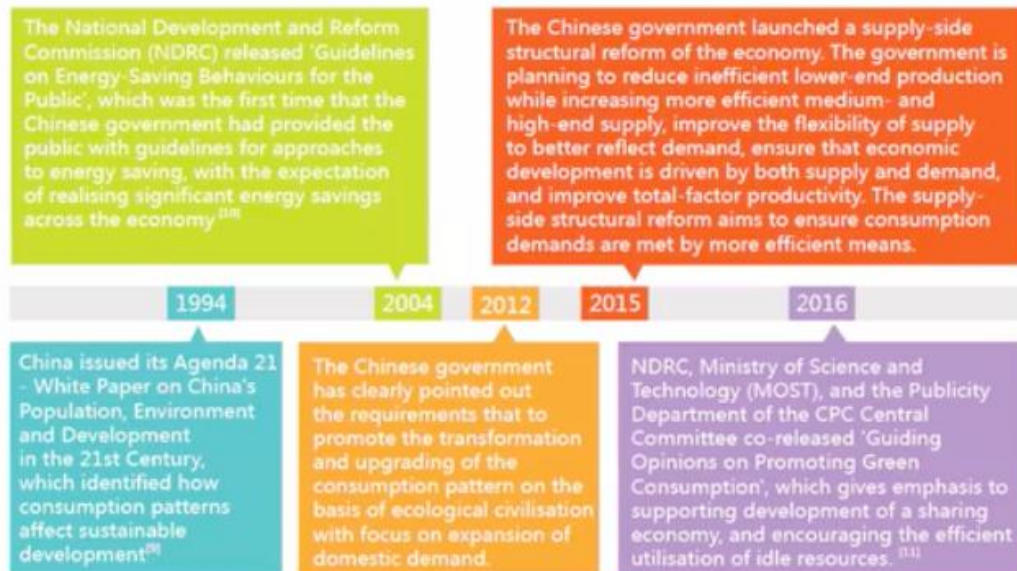 The National Development and Reform
Commission (NDRC) released 'Guidelines
on Energy-Saving Behaviours for the
Public', which was the first time that the
Chinese government had provided the
public with guidelines for approaches
to energy saving, with the expectation
of realising significant energy savings
across the economy [10]
The Chinese government launched a supply-side
structural reform of the economy. The government is
planning to reduce inefficient lower-end production
while increasing more efficient medium- and
high-end supply, improve the flexibility of supply
to better reflect demand, ensure that economic
development is driven by both supply and demand,
and improve total-factor productivity. The supply-
side structural reform aims to ensure consumption
demands are met by more efficient means.
1994
2004
2012
2015
2016
China issued its Agenda 21
- White Paper on China's
Population, Environment
and Development
in the 21st Century,
which identified how
consumption patterns
affect sustainable
development[9]
The Chinese government
has clearly pointed out
the requirements that to
promote the transformation
and upgrading of the
consumption pattern on the
basis of ecological civilisation
with focus on expansion of
domestic demand.
NDRC, Ministry of Science and
Technology (MOST), and the Publicity
Department of the CPC Central
Committee co-released 'Guiding
Opinions on Promoting Green
Consumption', which gives emphasis to
supporting development of a sharing
economy, and encouraging the efficient
utilisation of idle resources. [11]